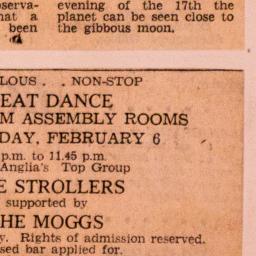 oserva- evening of the 17th the
hat a planet can be seen close to
been the gibbous moon.
LOUS . . NON-STOP
EAT DANCE
M ASSEMBLY ROOMS
DAY, FEBRUARY 6
p.m. to 11.45 p.m.
Anglia's Top Group
E STROLLERS
supported by
HE MOGGS
y. Rights of admission reserved.
sed bar applied for.